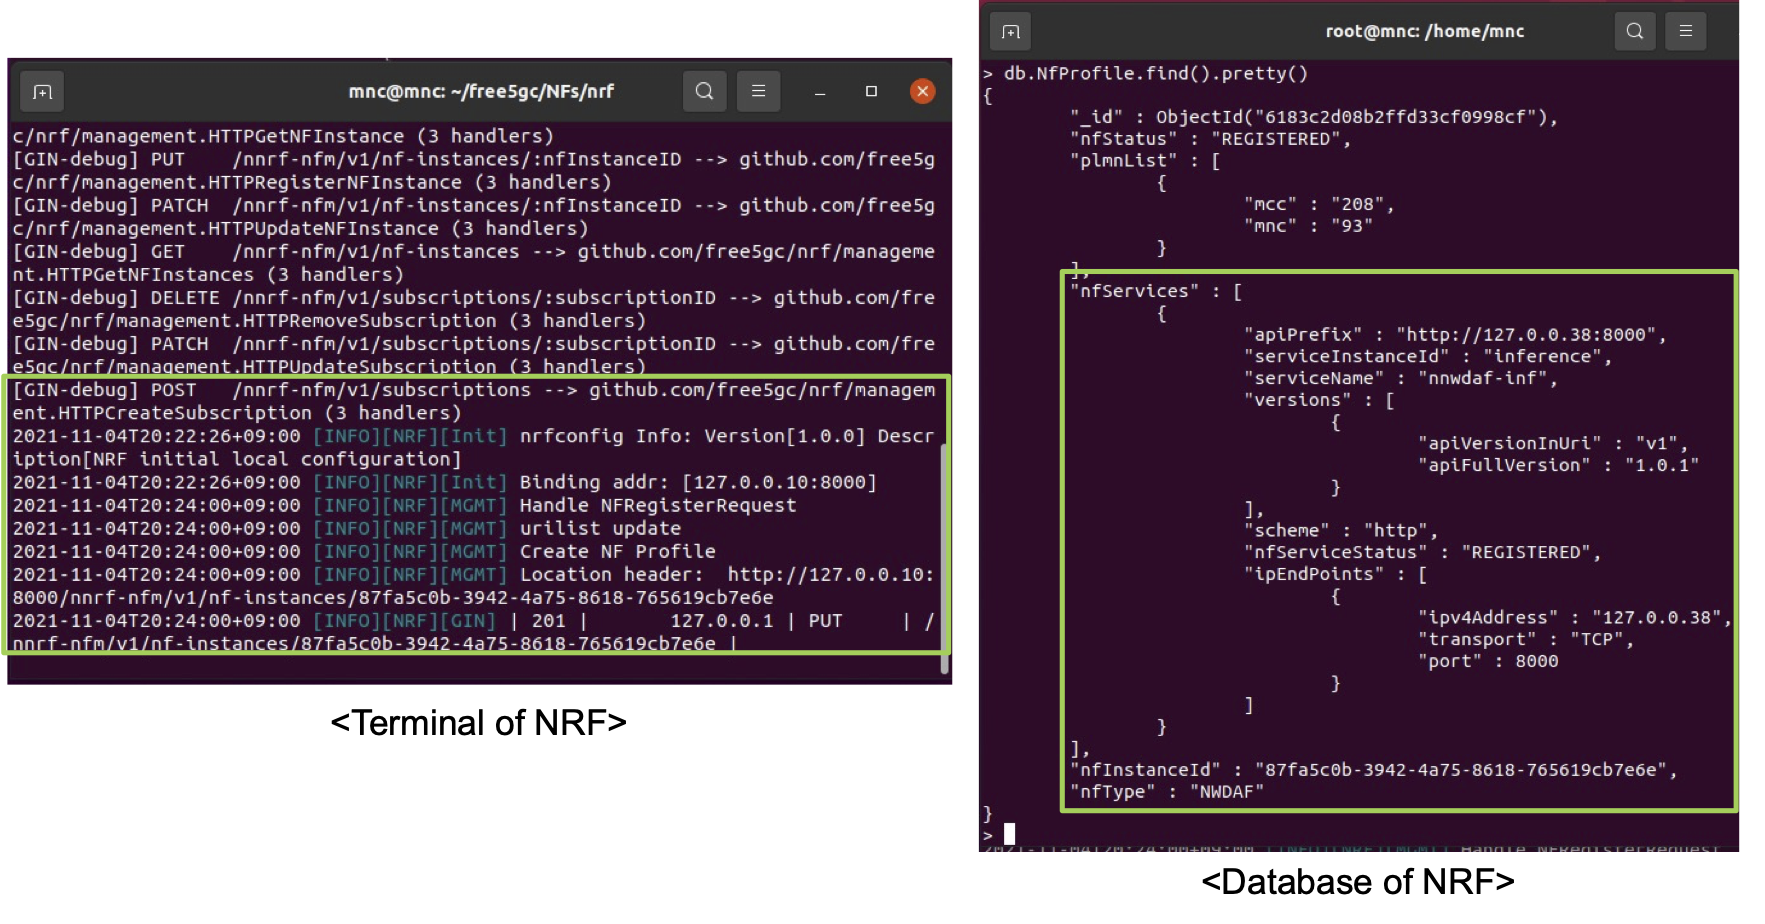 mnc@mnc: ~/free5gc/NFs/nrf
c/nrf/management.HTTPGetNFInstance (3 handlers)
[GIN-debug] PUT    /nnrf-nfm/v1/nf-instances/:nfInstanceID --> github.com/free5g
c/nrf/management.HTTPRegisterNFInstance (3 handlers)
[GIN-debug] PATCH  /nnrf-nfm/v1/nf-instances/:nfInstanceID --> github.com/free5g
c/nrf/management.HTTPUpdateNFInstance (3 handlers)
[GIN-debug] GET    /nnrf-nfm/v1/nf-instances --> github.com/free5gc/nrf/manageme
nt.HTTPGetNFInstances (3 handlers)
[GIN-debug] DELETE /nnrf-nfm/v1/subscriptions/:subscriptionID --> github.com/fre
e5gc/nrf/management.HTTPRemoveSubscription (3 handlers)
[GIN-debug] PATCH  /nnrf-nfm/v1/subscriptions/:subscriptionID --> github.com/fre
e5gc/nrf/management.HTTPUpdateSubscription (3 handlers)
[GIN-debug] POST   /nnrf-nfm/v1/subscriptions --> github.com/free5gc/nrf/managem
ent.HTTPCreateSubscription (3 handlers)
2021-11-04T20:22:26+09:00 [INFO][NRF][Init] nrfconfig Info: Version[1.0.0] Descr
iption[NRF initial local configuration]
2021-11-04T20:22:26+09:00 [INFO][NRF][Init] Binding addr: [127.0.0.10:8000]
2021-11-04T20:24:00+09:00 [INFO][NRF][MGMT] Handle NFRegisterRequest
2021-11-04T20:24:00+09:00 [INFO][NRF][MGMT] urilist update
2021-11-04T20:24:00+09:00 [INFO][NRF][MGMT] Create NF Profile
2021-11-04T20:24:00+09:00 [INFO][NRF][MGMT] Location header:  http://127.0.0.10:
8000/nnrf-nfm/v1/nf-instances/87fa5c0b-3942-4a75-8618-765619cb7e6e
2021-11-04T20:24:00+09:00 [INFO][NRF][GIN] | 201 |       127.0.0.1 | PUT     | /
nnrf-nfm/v1/nf-instances/87fa5c0b-3942-4a75-8618-765619cb7e6e |
<Terminal of NRF>
root@mnc: /home/mnc
> db.NfProfile.find().pretty()
{
"_id" : ObjectId("6183c2d08b2ffd33cf0998cf"),
"nfStatus" : "REGISTERED",
"plmnList" : [
{
"mcc" : "208",
"mnc" : "93"
}
],
"nfServices" : [
{
"apiPrefix" : "http://127.0.0.38:8000",
"serviceInstanceId" : "inference",
"serviceName" : "nnwdaf-inf",
"versions" : [
{
"apiVersionInUri" : "v1",
"apiFullVersion" : "1.0.1"
}
],
"scheme" : "http",
"nfServiceStatus" : "REGISTERED",
"ipEndPoints" : [
{
"ipv4Address" : "127.0.0.38",
"transport" : "TCP",
"port" : 8000
}
]
}
],
"nfInstanceId" : "87fa5c0b-3942-4a75-8618-765619cb7e6e",
"nfType" : "NWDAF"
}
>
<Database of NRF>